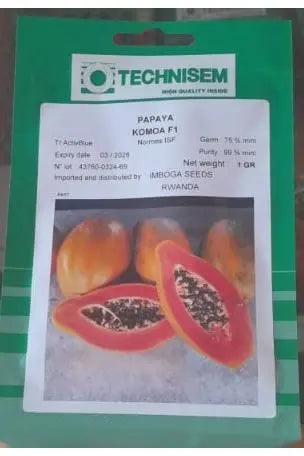 TECHNISEM
HIGH QUALITY INSIDE
PAPAYA
KOMOA F1
Tr ActivBlue Normes ISF Germ : 75 % mini
Expiry date : 03 / 2025 Purity : 99 % mini
N° lot : 43760-0324-69 Net weight : 1 GR
Imported and distributed by IMBOGA SEEDS
RWANDA